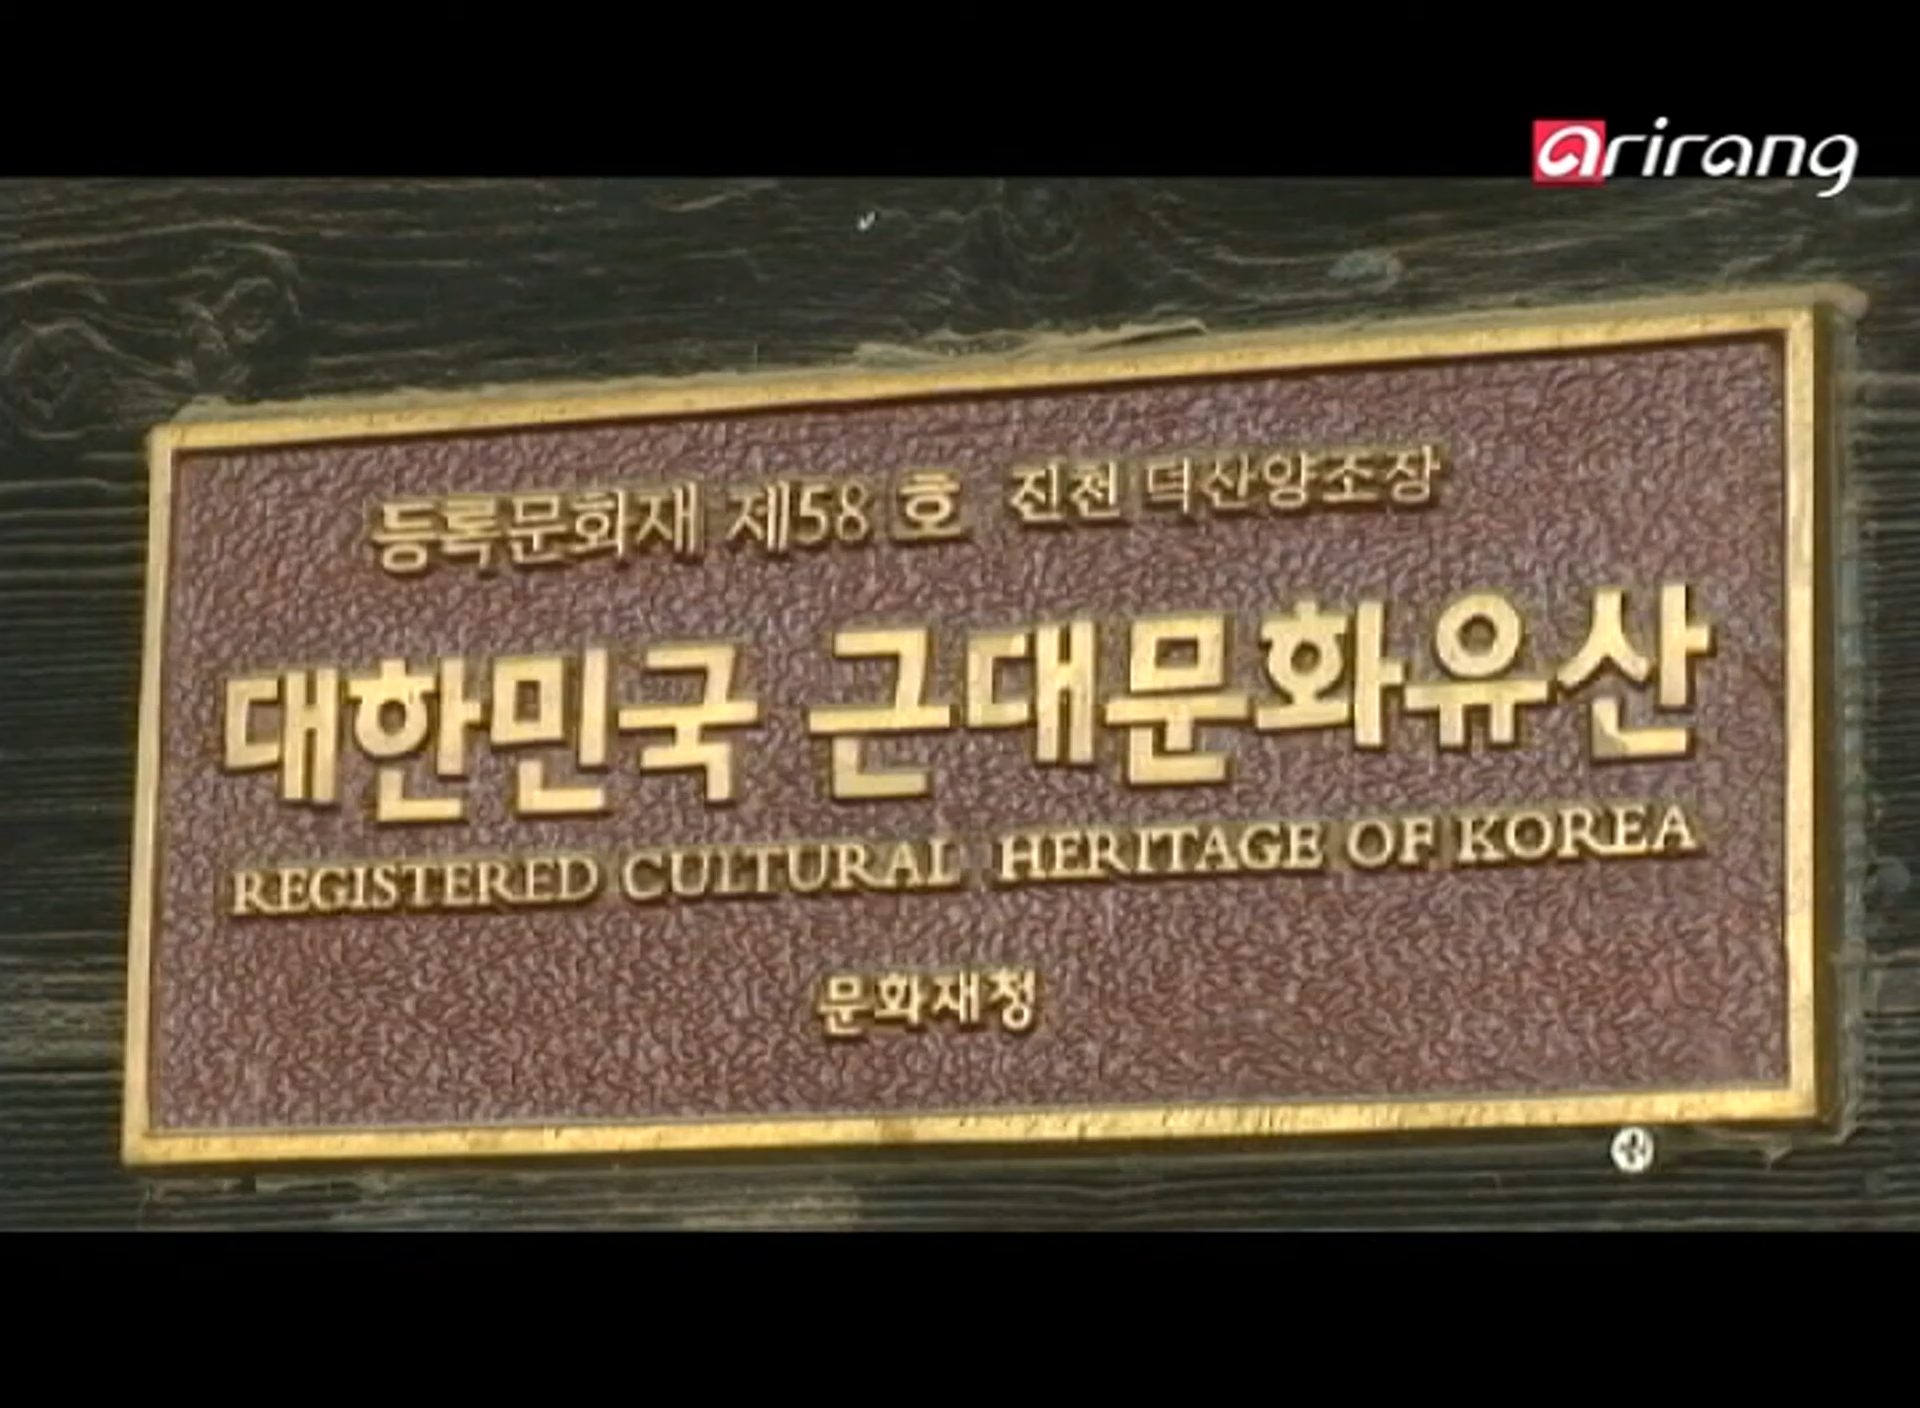 arirang
등록문화재 제58 호 진천 덕산양조장
대한민국 근대문화유산
REGISTERED CULTURAL HERITAGE OF KOREA
문화재청